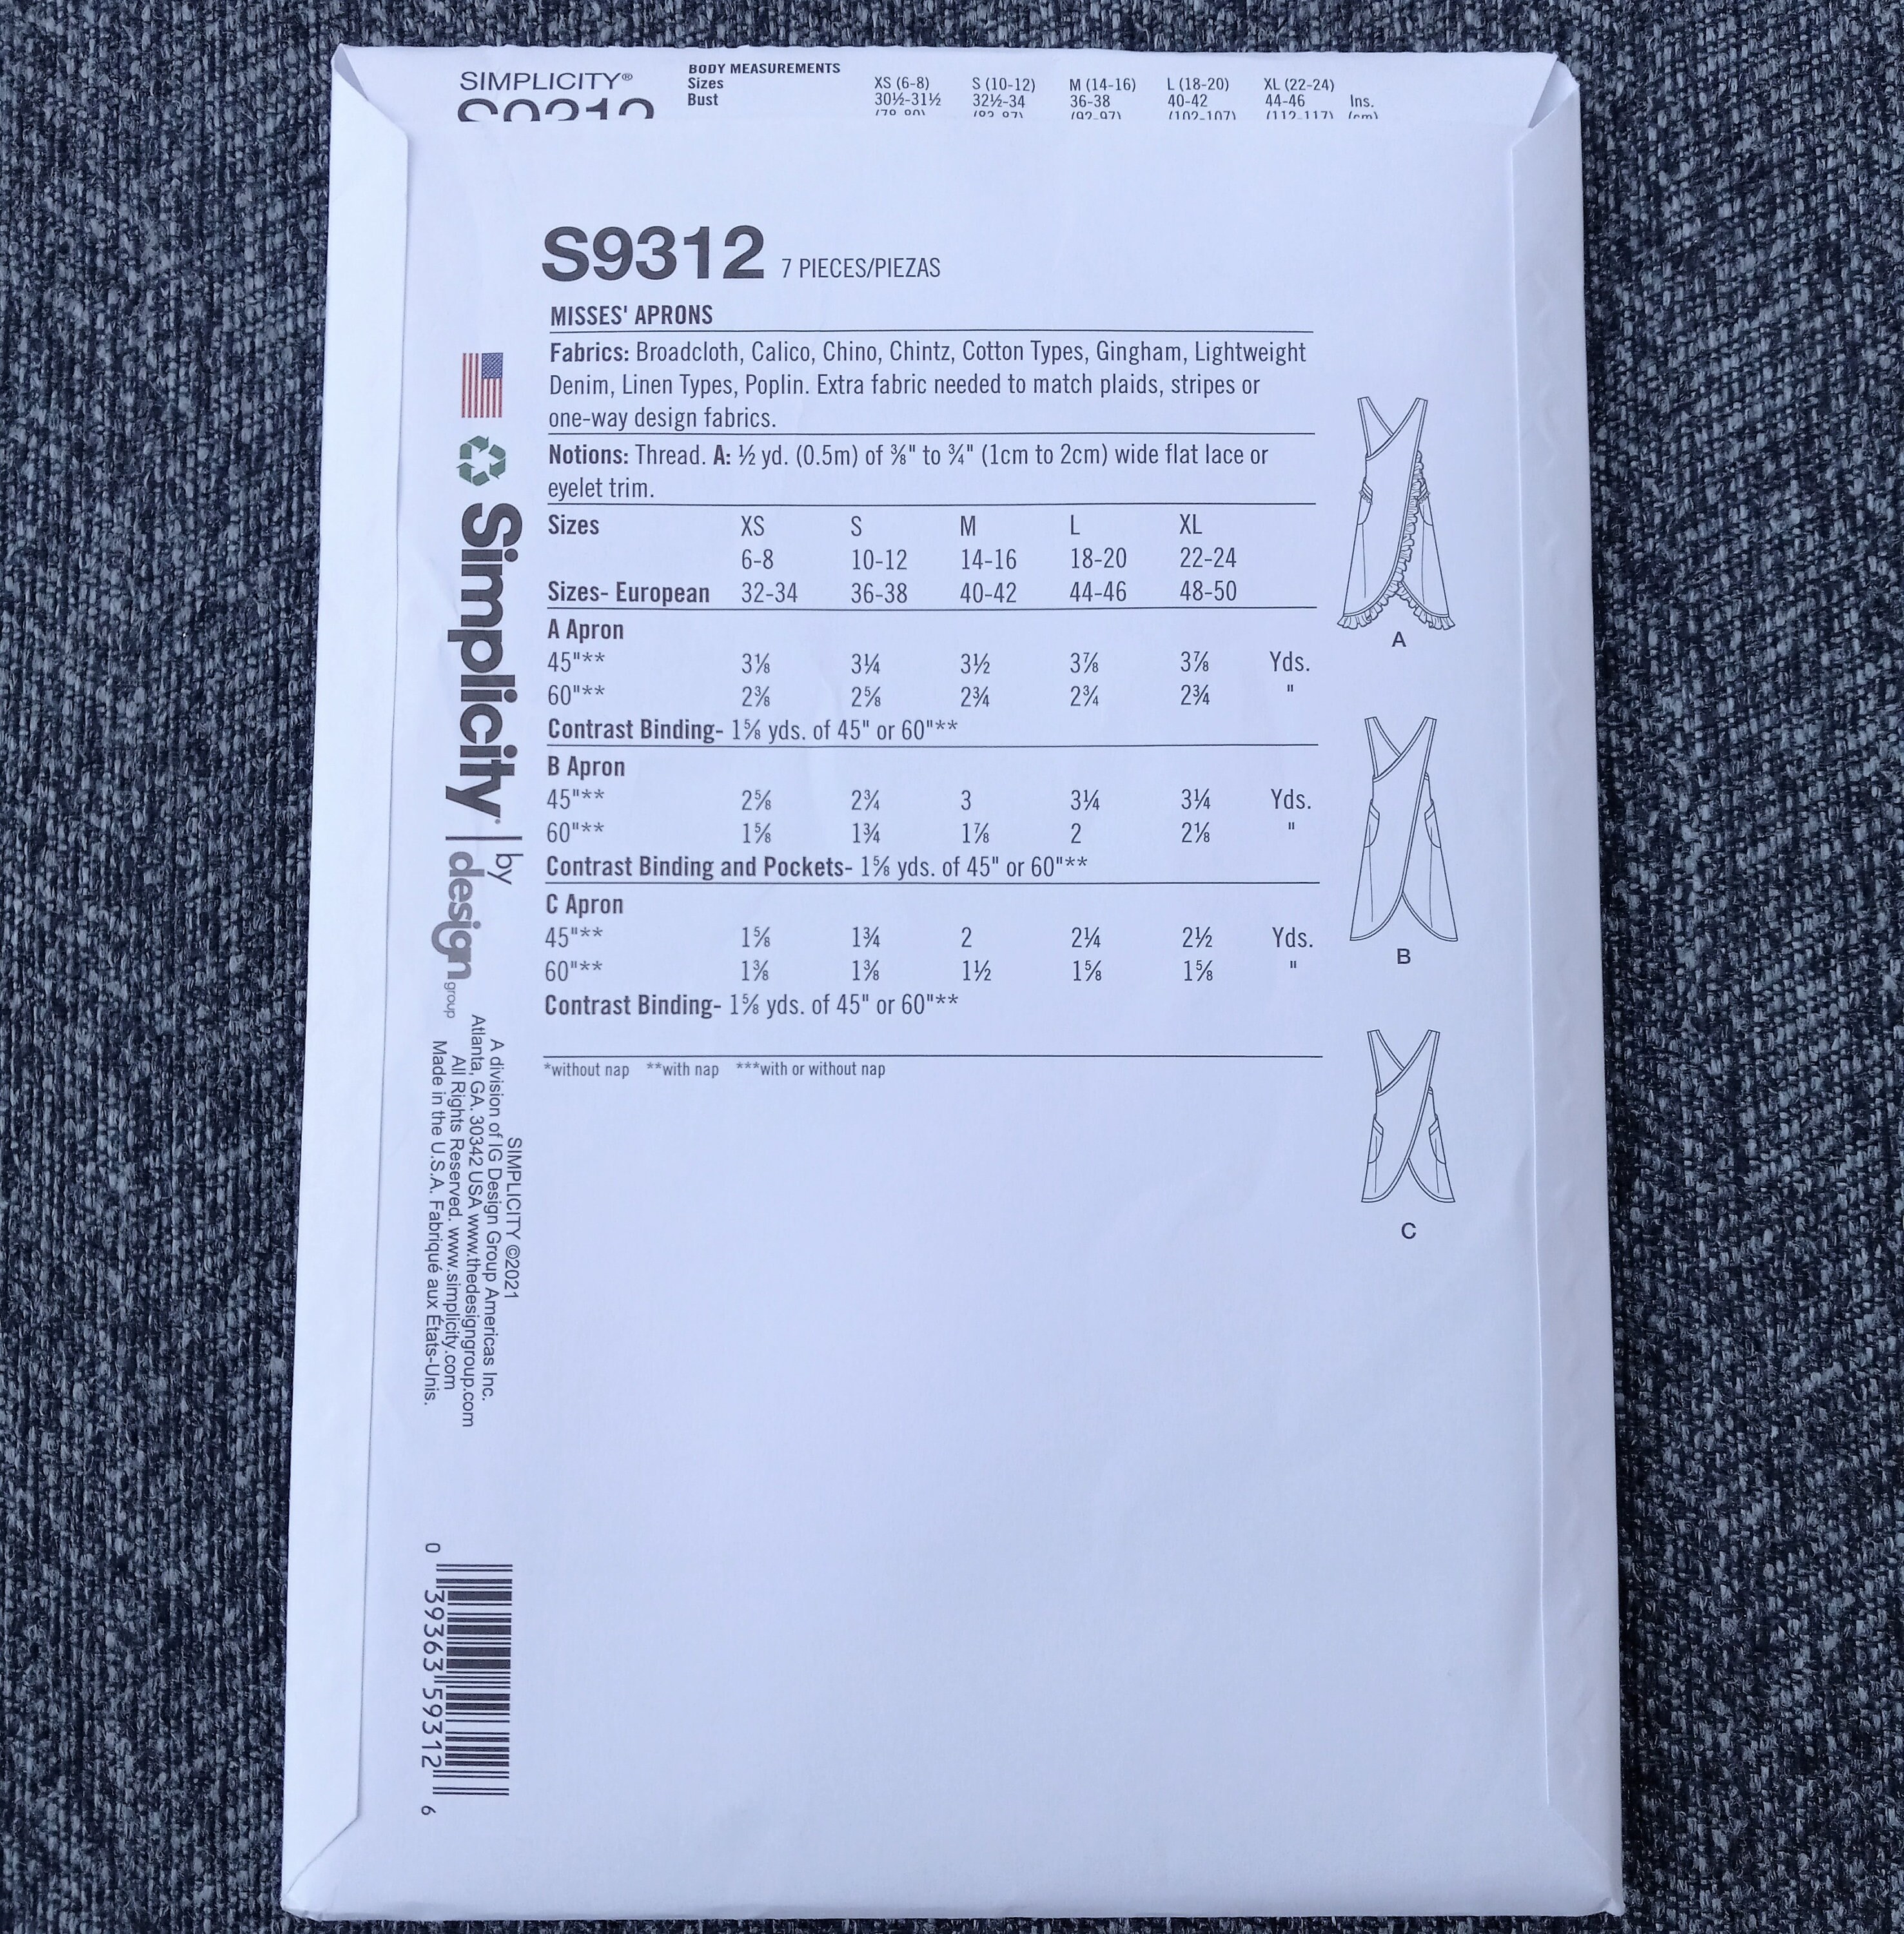 SIMPLICITY®
BODY MEASUREMENTS
Sizes XS (6-8) S (10-12) M (14-16) L (18-20) XL (22-24)
Bust 30½-31½ 32½-34 36-38 40-42 44-46 Ins.
(102-107) (112-117) (cm)
S9312 7 PIECES/PIEZAS
MISSES' APRONS
Fabrics: Broadcloth, Calico, Chino, Chintz, Cotton Types, Gingham, Lightweight
Denim, Linen Types, Poplin. Extra fabric needed to match plaids, stripes or
one-way design fabrics.
Notions: Thread. A: ½ yd. (0.5m) of ⅜" to ¾" (1cm to 2cm) wide flat lace or
eyelet trim.
Sizes XS S M L XL
6-8 10-12 14-16 18-20 22-24
Sizes- European 32-34 36-38 40-42 44-46 48-50
A Apron
45"** 3⅛ 3¼ 3½ 3⅞ 3⅞ Yds.
60"** 2⅜ 2⅝ 2¾ 2¾ 2¾ "
Contrast Binding- 1⅝ yds. of 45" or 60"**
B Apron
45"** 2⅝ 2¾ 3 3¼ 3¼ Yds.
60"** 1⅝ 1¾ 1⅞ 2 2⅛ "
Contrast Binding and Pockets- 1⅝ yds. of 45" or 60"**
C Apron
45"** 1⅝ 1¾ 2 2¼ 2½ Yds.
60"** 1⅜ 1⅜ 1½ 1⅝ 1⅝ "
Contrast Binding- 1⅝ yds. of 45" or 60"**
*without nap **with nap ***with or without nap
A
B
C
Simplicity
by
design
group
SIMPLICITY ©2021
A division of IG Design Group Americas Inc.
Atlanta, GA. 30342 USA www.thedesigngroup.com
All Rights Reserved. www.simplicity.com
Made in the U.S.A. Fabriqué aux États-Unis.
0 39363 59312 6